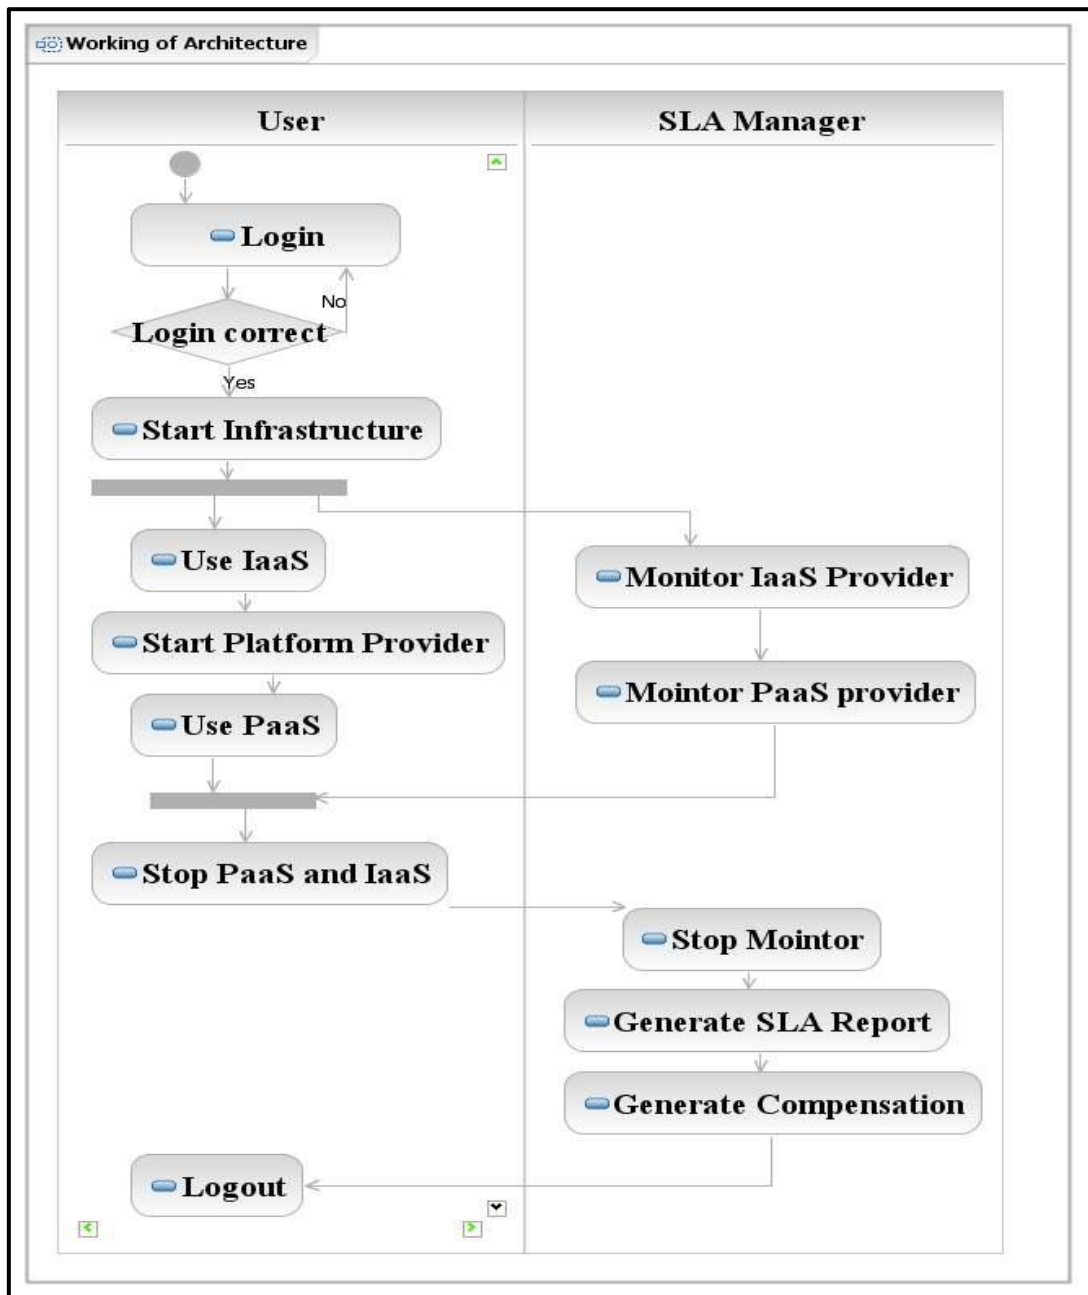 Working of Architecture
User
SLA Manager
Login
No
Login correct
Yes
Start Infrastructure
Use IaaS
Monitor IaaS Provider
Start Platform Provider
Mointor PaaS provider
Use PaaS
Stop PaaS and IaaS
Stop Mointor
Generate SLA Report
Generate Compensation
Logout